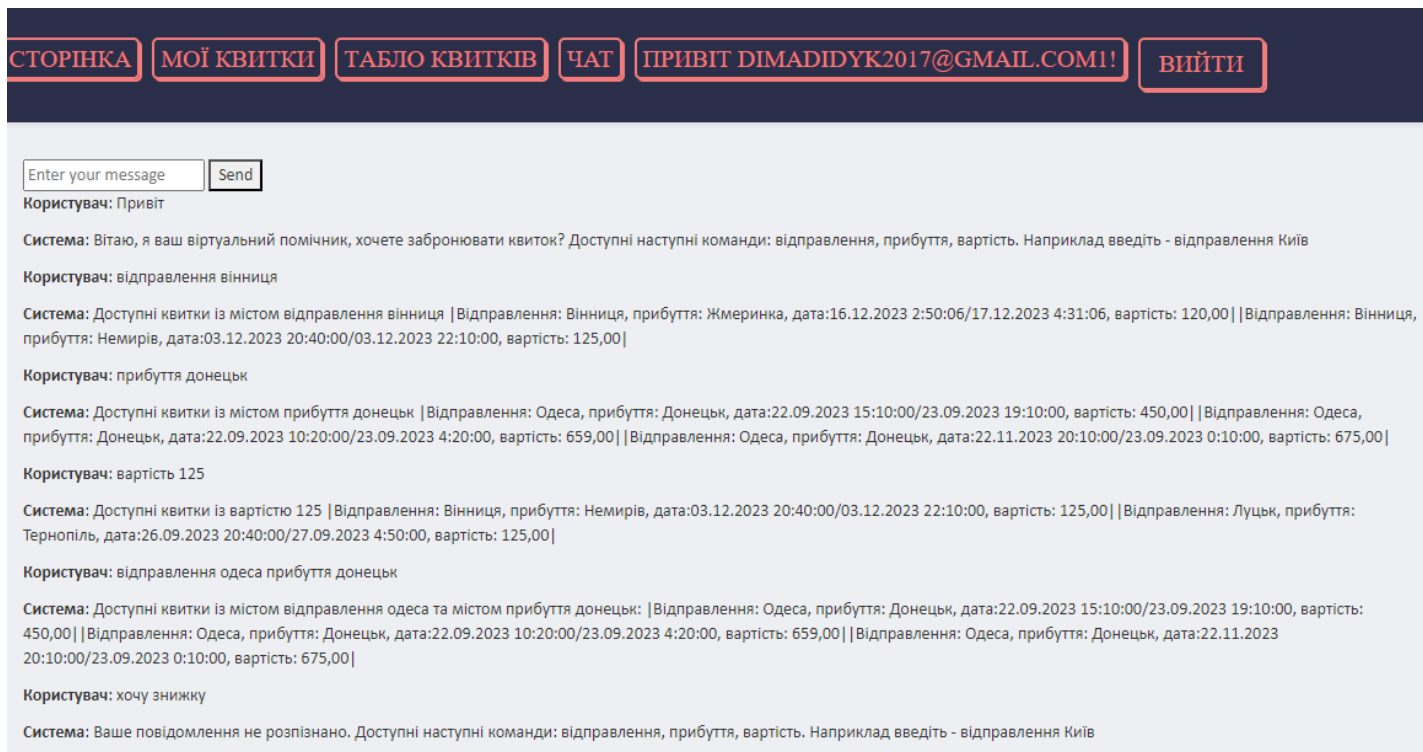 СТОРІНКА МОЇ КВИТКИ ТАБЛО КВИТКІВ ЧАТ ПРИВІТ DIMADIDYK2017@GMAIL.COM1! ВИЙТИ
Enter your message Send
Користувач: Привіт
Система: Вітаю, я ваш віртуальний помічник, хочете забронювати квиток? Доступні наступні команди: відправлення, прибуття, вартість. Наприклад введіть - відправлення Київ
Користувач: відправлення вінниця
Система: Доступні квитки із містом відправлення вінниця |Відправлення: Вінниця, прибуття: Жмеринка, дата:16.12.2023 2:50:06/17.12.2023 4:31:06, вартість: 120,00||Відправлення: Вінниця,
прибуття: Немирів, дата:03.12.2023 20:40:00/03.12.2023 22:10:00, вартість: 125,00|
Користувач: прибуття донецьк
Система: Доступні квитки із містом прибуття донецьк |Відправлення: Одеса, прибуття: Донецьк, дата:22.09.2023 15:10:00/23.09.2023 19:10:00, вартість: 450,00||Відправлення: Одеса,
прибуття: Донецьк, дата:22.09.2023 10:20:00/23.09.2023 4:20:00, вартість: 659,00||Відправлення: Одеса, прибуття: Донецьк, дата:22.11.2023 20:10:00/23.09.2023 0:10:00, вартість: 675,00|
Користувач: вартість 125
Система: Доступні квитки із вартістю 125 |Відправлення: Вінниця, прибуття: Немирів, дата:03.12.2023 20:40:00/03.12.2023 22:10:00, вартість: 125,00||Відправлення: Луцьк, прибуття:
Тернопіль, дата:26.09.2023 20:40:00/27.09.2023 4:50:00, вартість: 125,00|
Користувач: відправлення одеса прибуття донецьк
Система: Доступні квитки із містом відправлення одеса та містом прибуття донецьк: |Відправлення: Одеса, прибуття: Донецьк, дата:22.09.2023 15:10:00/23.09.2023 19:10:00, вартість:
450,00||Відправлення: Одеса, прибуття: Донецьк, дата:22.09.2023 10:20:00/23.09.2023 4:20:00, вартість: 659,00||Відправлення: Одеса, прибуття: Донецьк, дата:22.11.2023
20:10:00/23.09.2023 0:10:00, вартість: 675,00|
Користувач: хочу знижку
Система: Ваше повідомлення не розпізнано. Доступні наступні команди: відправлення, прибуття, вартість. Наприклад введіть - відправлення Київ